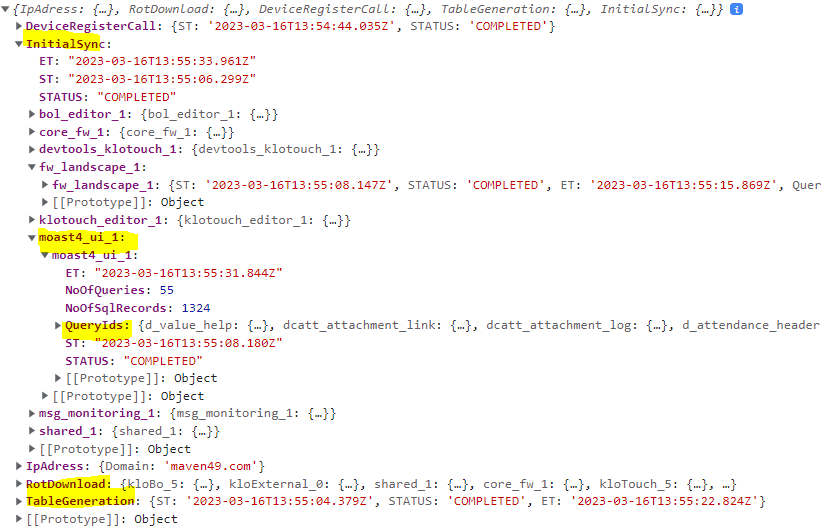 {IpAdress: {…}, RotDownload: {…}, DeviceRegisterCall: {…}, TableGeneration: {…}, InitialSync: {…}} i
DeviceRegisterCall: {ST: '2023-03-16T13:54:44.035Z', STATUS: 'COMPLETED'}
InitialSync:
ET: "2023-03-16T13:55:33.961Z"
ST: "2023-03-16T13:55:06.299Z"
STATUS: "COMPLETED"
bol_editor_1: {bol_editor_1: {…}}
core_fw_1: {core_fw_1: {…}}
devtools_klotouch_1: {devtools_klotouch_1: {…}}
fw_landscape_1:
fw_landscape_1: {ST: '2023-03-16T13:55:08.147Z', STATUS: 'COMPLETED', ET: '2023-03-16T13:55:15.869Z', Quer
[[Prototype]]: Object
klotouch_editor_1: {klotouch_editor_1: {…}}
moast4_ui_1:
moast4_ui_1:
ET: "2023-03-16T13:55:31.844Z"
NoOfQueries: 55
NoOfSqlRecords: 1324
QueryIds: {d_value_help: {…}, dcatt_attachment_link: {…}, dcatt_attachment_log: {…}, d_attendance_header
ST: "2023-03-16T13:55:08.180Z"
STATUS: "COMPLETED"
[[Prototype]]: Object
[[Prototype]]: Object
msg_monitoring_1: {msg_monitoring_1: {…}}
shared_1: {shared_1: {…}}
[[Prototype]]: Object
IpAdress: {Domain: 'maven49.com'}
RotDownload: {kloBo_5: {…}, kloExternal_0: {…}, shared_1: {…}, core_fw_1: {…}, kloTouch_5: {…}, …}
TableGeneration: {ST: '2023-03-16T13:55:04.379Z', STATUS: 'COMPLETED', ET: '2023-03-16T13:55:22.824Z'}
[[Prototype]]: Object